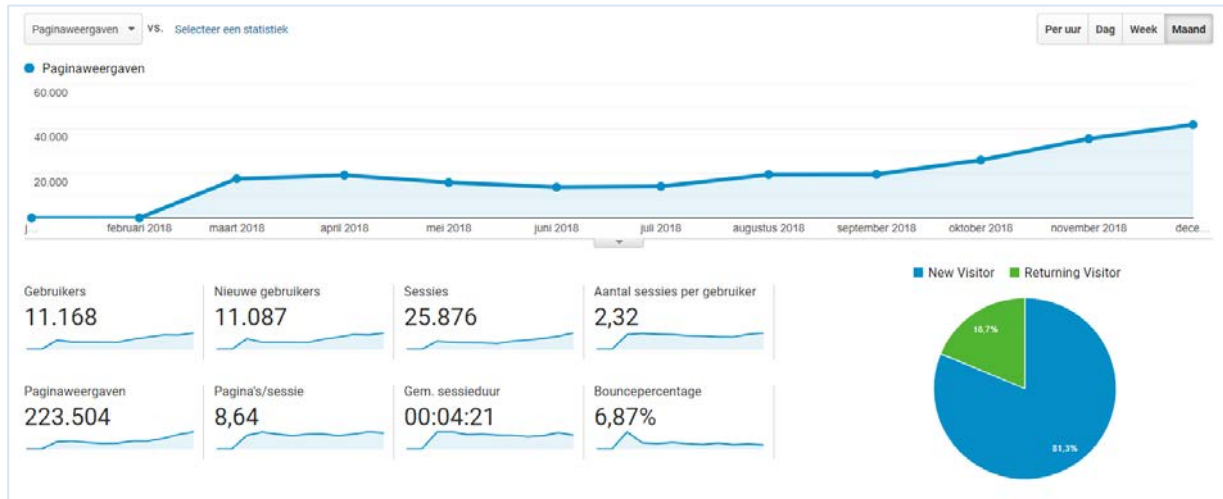 Paginaweergaven vs. Selecteer een statistiek
Per uur Dag Week Maand
Paginaweergaven
60.000
40.000
20.000
j... februari 2018 maart 2018 april 2018 mei 2018 juni 2018 juli 2018 augustus 2018 september 2018 oktober 2018 november 2018 dece...
New Visitor Returning Visitor
Gebruikers
11.168
Nieuwe gebruikers
11.087
Sessies
25.876
Aantal sessies per gebruiker
2,32
Paginaweergaven
223.504
Pagina's/sessie
8,64
Gem. sessieduur
00:04:21
Bouncepercentage
6,87%
18,7%
81,3%